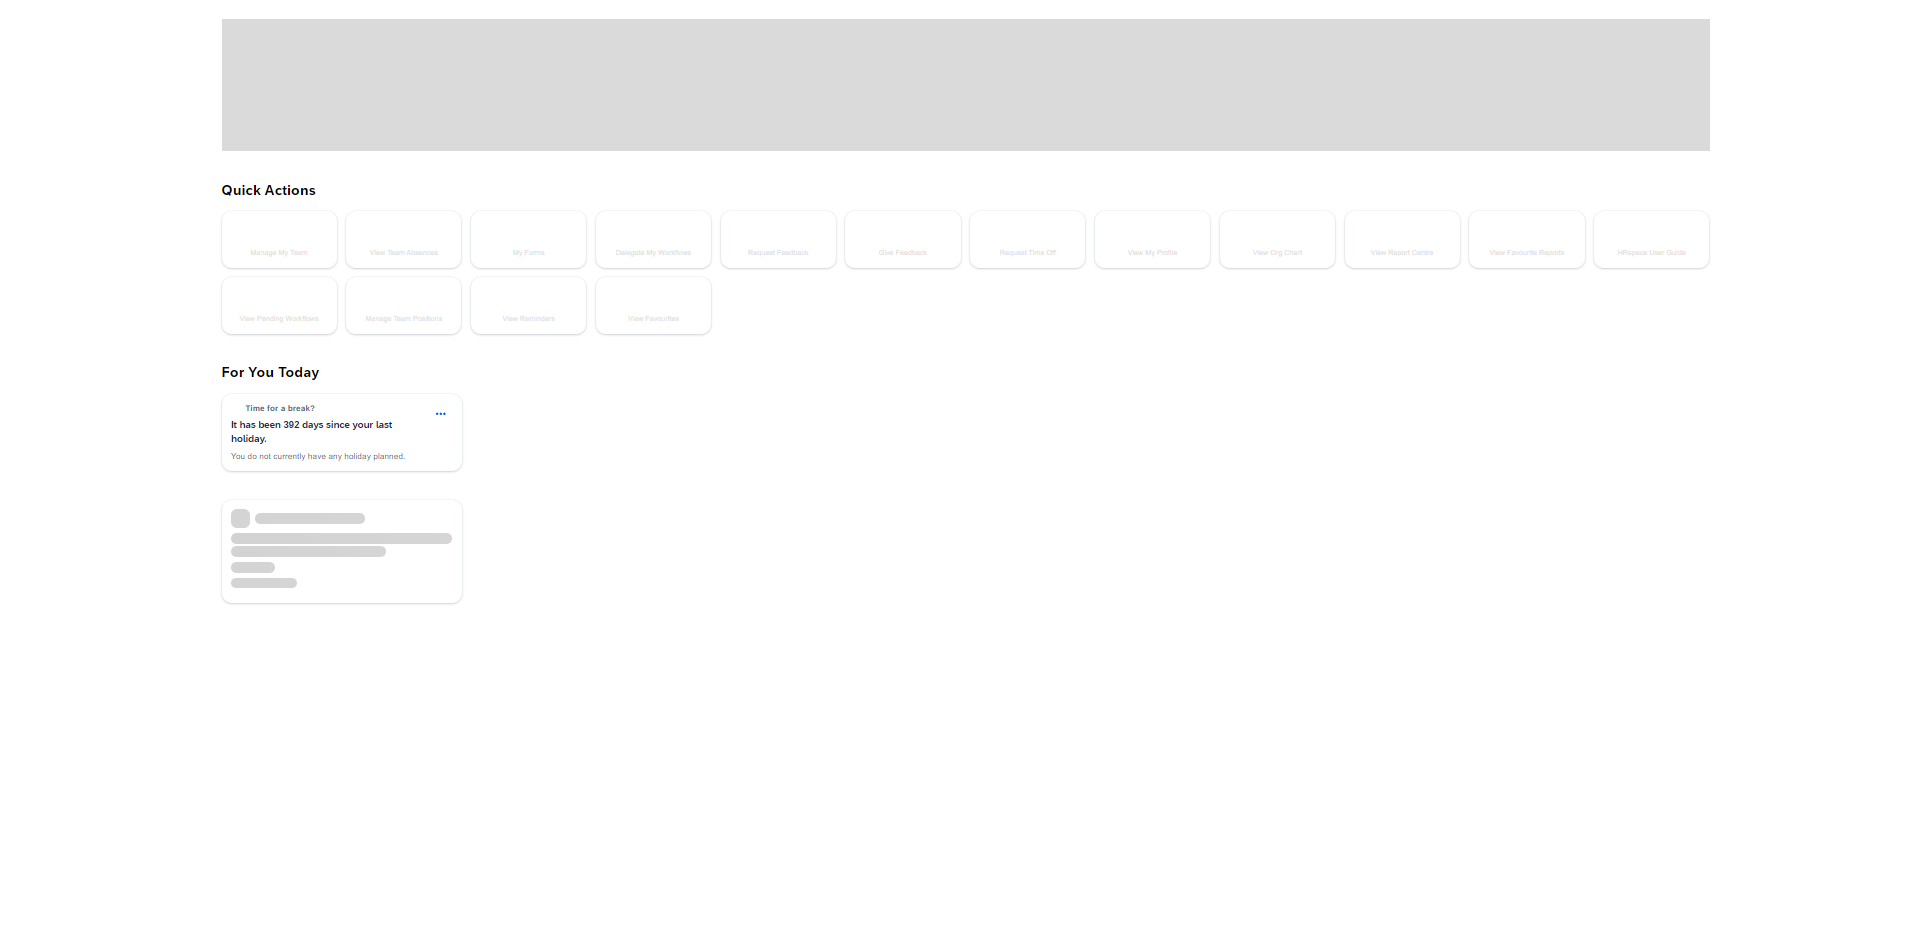 Quick Actions
Manage My Team
View Team Absences
My Forms
Delegate My Workflows
Request Feedback
Give Feedback
Request Time Off
View My Profile
View Org Chart
View Report Centre
View Favourite Reports
HRspace User Guide
View Pending Workflows
Manage Team Positions
View Reminders
View Favourites
For You Today
Time for a break?
It has been 392 days since your last
holiday.
You do not currently have any holiday planned.